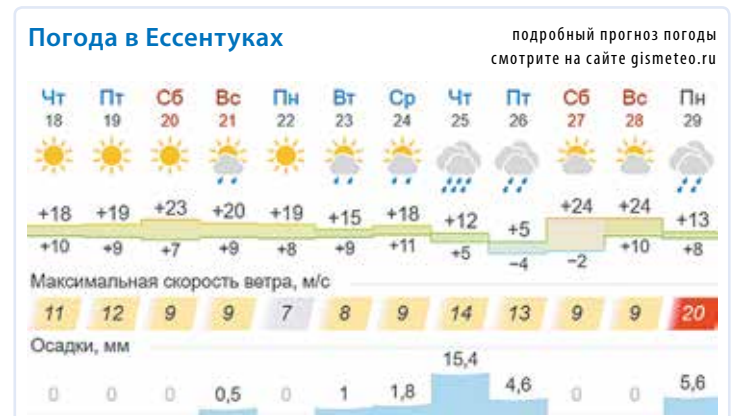 Погода в Ессентуках
подробный прогноз погоды
смотрите на сайте gismeteo.ru
Чт Пт Сб Вс Пн Вт Ср Чт Пт Сб Вс Пн
18 19 20 21 22 23 24 25 26 27 28 29
+18 +19 +23 +20 +19 +15 +18 +12 +5 +24 +24 +13
+10 +9 +7 +9 +8 +9 +11 +5 −4 −2 +10 +8
Максимальная скорость ветра, м/с
11 12 9 9 7 8 9 14 13 9 9 20
Осадки, мм
0 0 0 0,5 0 1 1,8 15,4 4,6 0 0 5,6